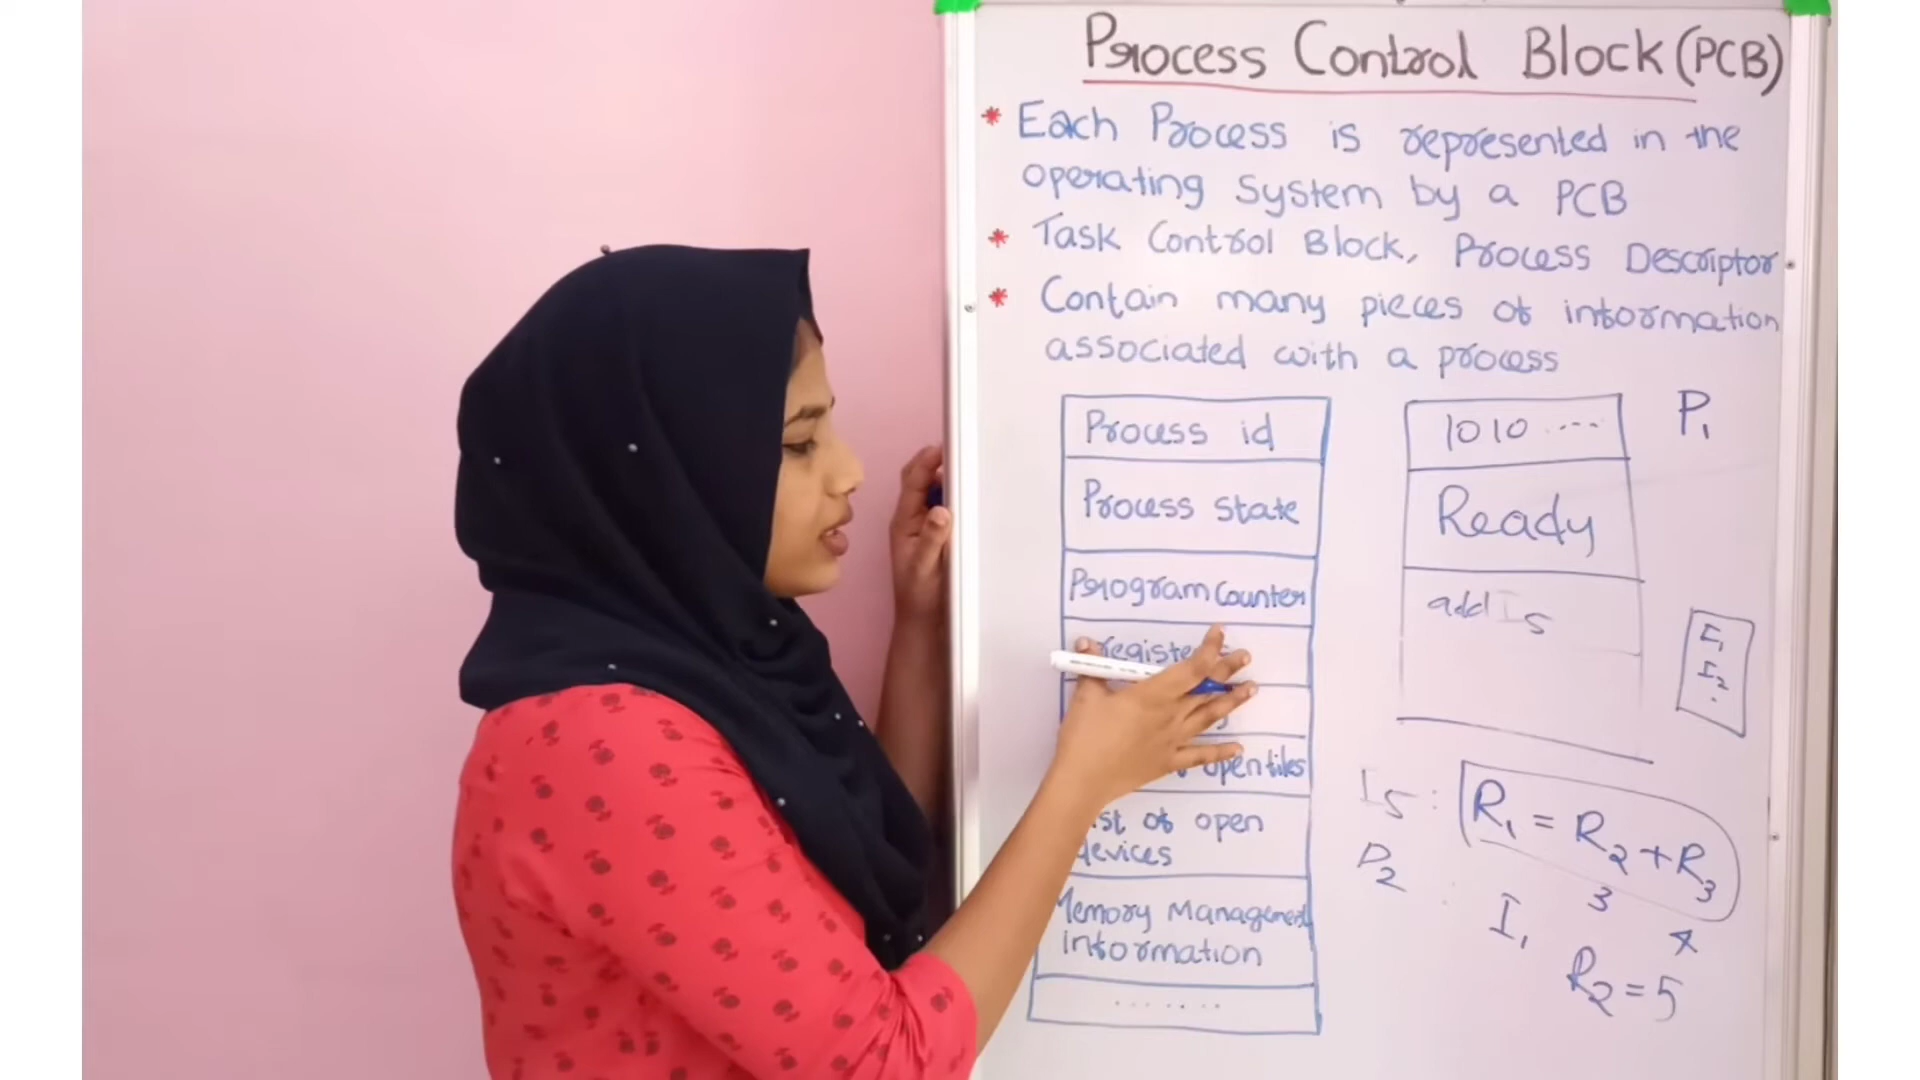 Process Control Block (PCB)
* Each Process is represented in the
operating system by a PCB
* Task Control Block, Process Descriptor
* Contain many pieces of information
associated with a process
Process id
Process state
Program Counter
registers
open files
of open
devices
Memory Management
information
.......
P1
1010 ....
Ready
add I5
I1
I2
.
I5 : R1 = R2 + R3
P2
3
4
I1
R2 = 5